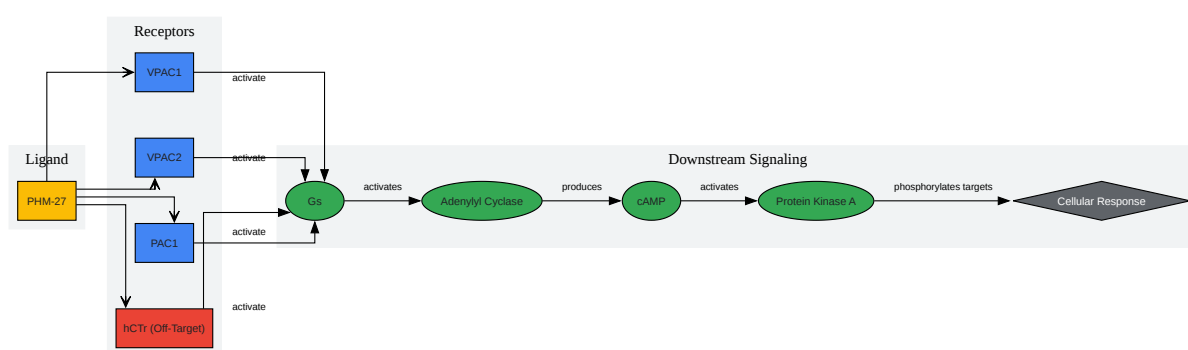 Receptors
VPAC1
activate
VPAC2
activate
Ligand
Downstream Signaling
PHM-27
Gs
activates
Adenylyl Cyclase
produces
cAMP
activates
Protein Kinase A
phosphorylates targets
Cellular Response
PAC1
activate
hCTr (Off-Target)
activate